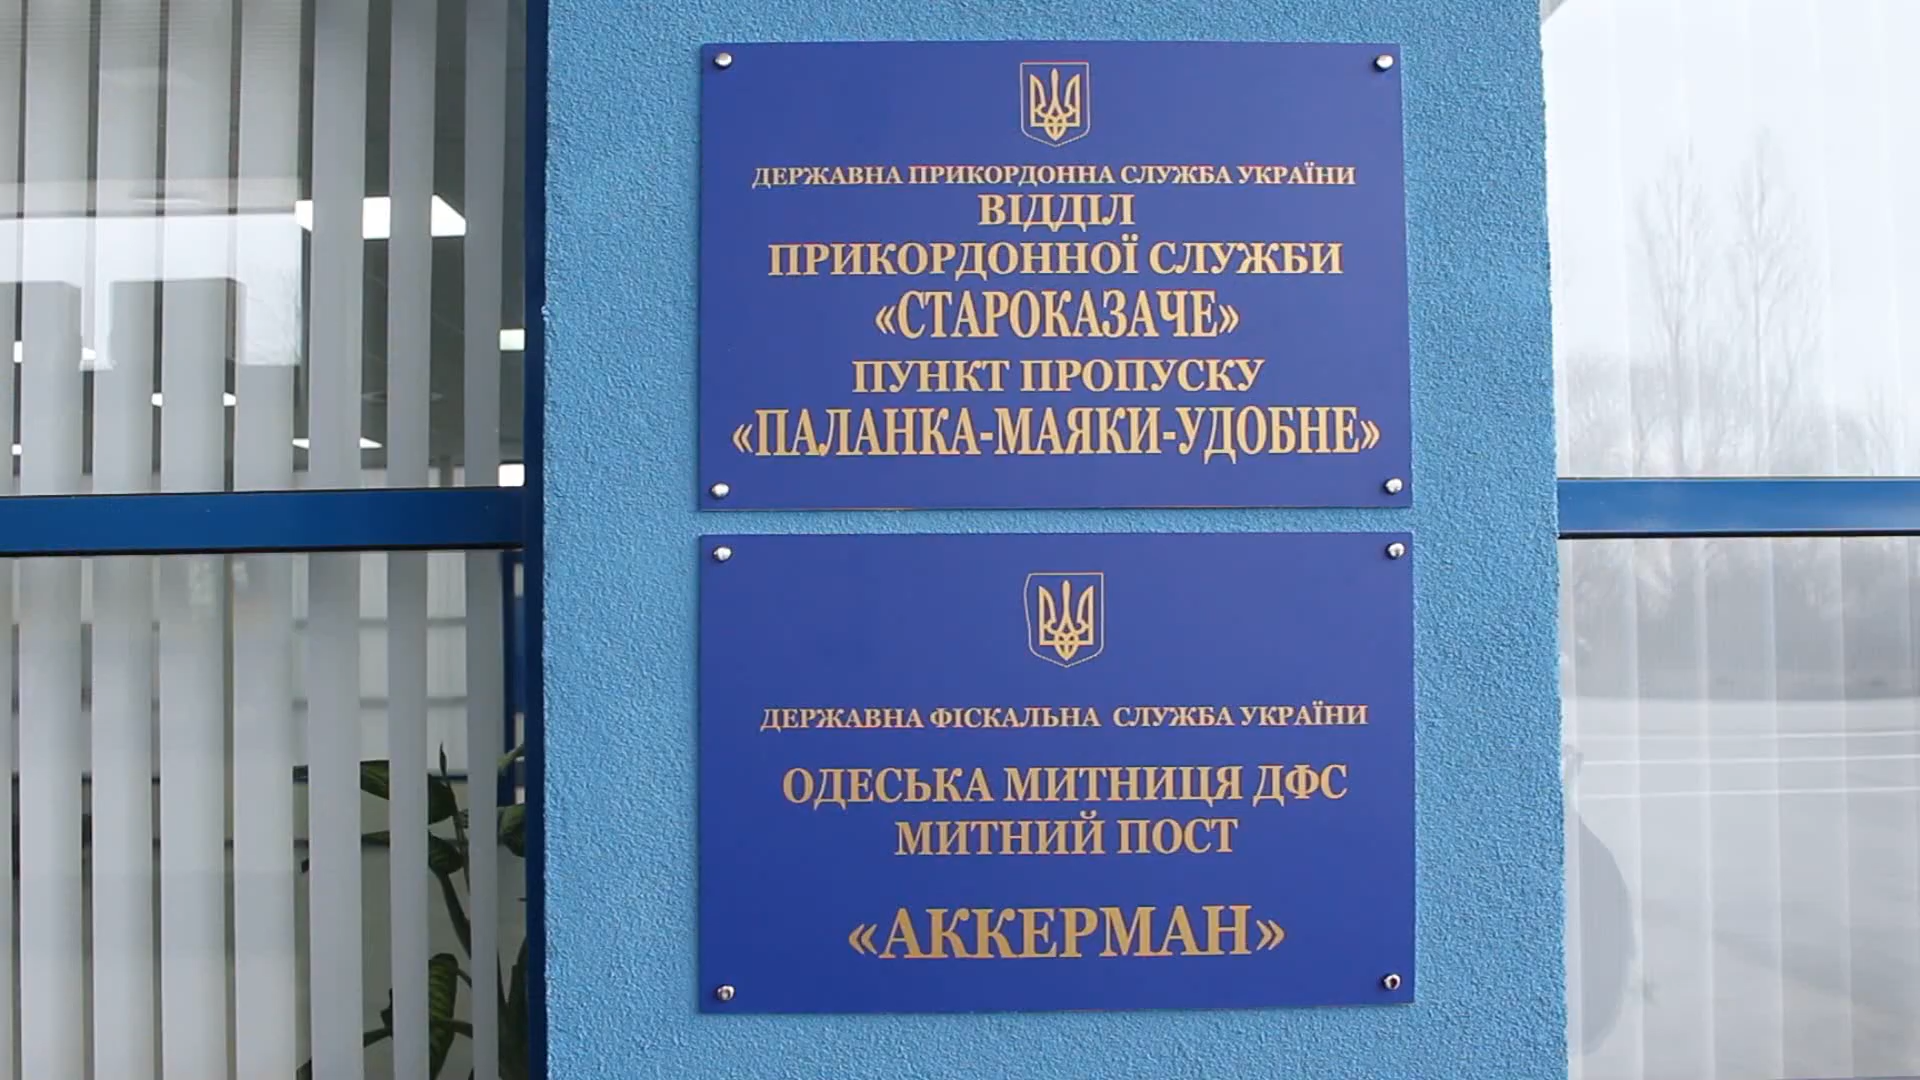 ДЕРЖАВНА ПРИКОРДОННА СЛУЖБА УКРАЇНИ
ВІДДІЛ
ПРИКОРДОННОЇ СЛУЖБИ
«СТАРОКАЗАЧЕ»
ПУНКТ ПРОПУСКУ
«ПАЛАНКА-МАЯКИ-УДОБНЕ»
ДЕРЖАВНА ФІСКАЛЬНА СЛУЖБА УКРАЇНИ
ОДЕСЬКА МИТНИЦЯ ДФС
МИТНИЙ ПОСТ
«АККЕРМАН»